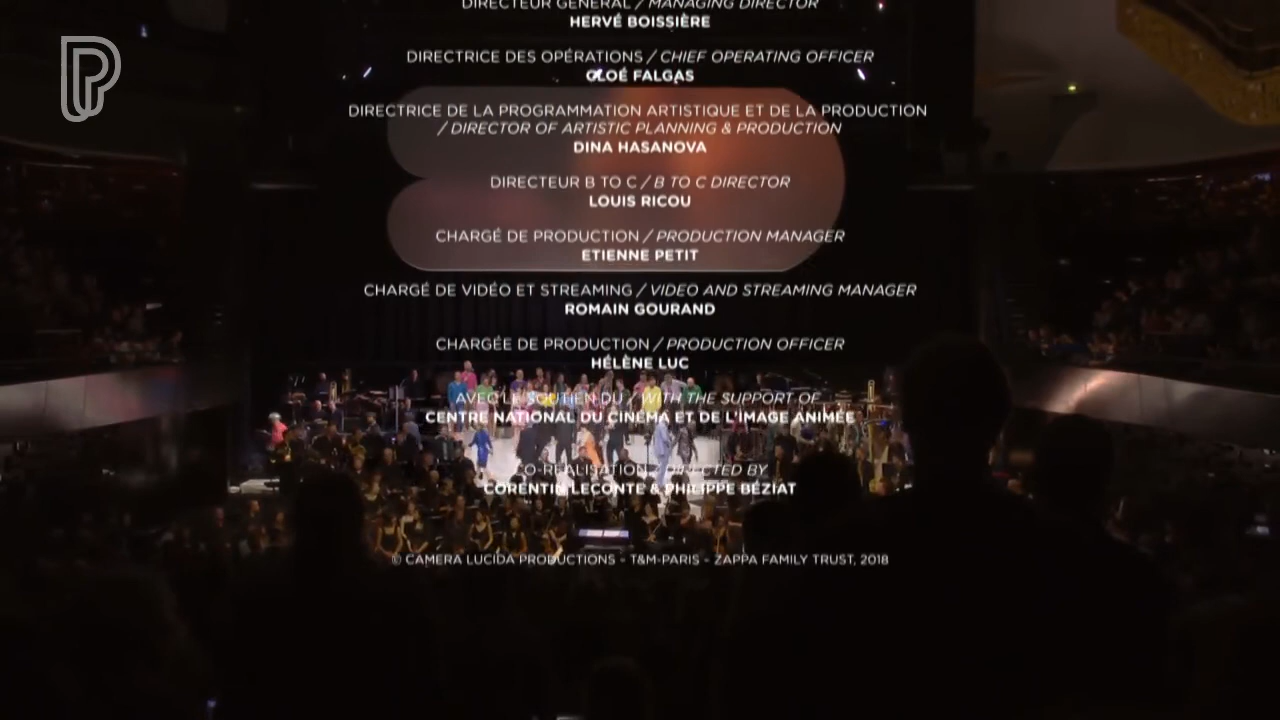 DIRECTEUR GÉNÉRAL / MANAGING DIRECTOR
HERVÉ BOISSIÈRE
DIRECTRICE DES OPÉRATIONS / CHIEF OPERATING OFFICER
CLOÉ FALGAS
DIRECTRICE DE LA PROGRAMMATION ARTISTIQUE ET DE LA PRODUCTION
/ DIRECTOR OF ARTISTIC PLANNING & PRODUCTION
DINA HASANOVA
DIRECTEUR B TO C / B TO C DIRECTOR
LOUIS RICOU
CHARGÉ DE PRODUCTION / PRODUCTION MANAGER
ETIENNE PETIT
CHARGÉ DE VIDÉO ET STREAMING / VIDEO AND STREAMING MANAGER
ROMAIN GOURAND
CHARGÉE DE PRODUCTION / PRODUCTION OFFICER
HÉLÈNE LUC
AVEC LE SOUTIEN DU / WITH THE SUPPORT OF
CENTRE NATIONAL DU CINÉMA ET DE L'IMAGE ANIMÉE
CO-RÉALISATION / DIRECTED BY
CORENTIN LECONTE & PHILIPPE BÉZIAT
© CAMERA LUCIDA PRODUCTIONS - T&M-PARIS - ZAPPA FAMILY TRUST, 2018